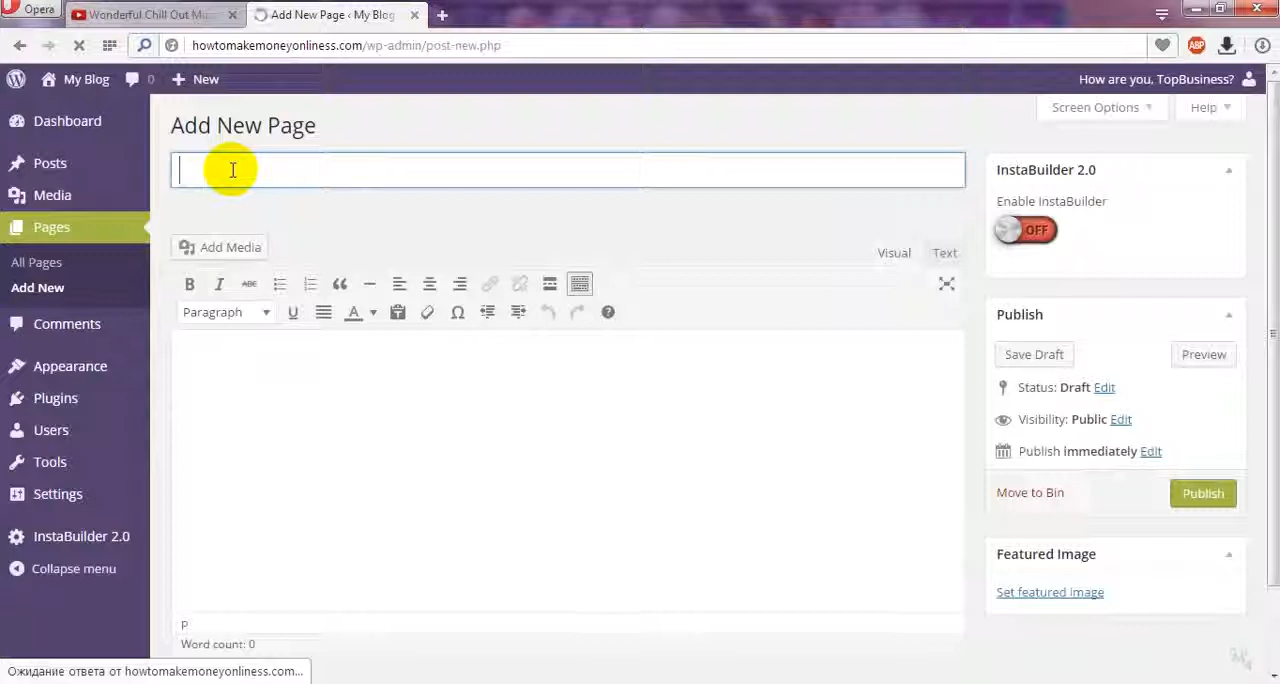 Opera
Wonderful Chill Out Mu
Add New Page ‹ My Blog
howtomakemoneyonliness.com/wp-admin/post-new.php
ABP
My Blog
0
New
How are you, TopBusiness?
Dashboard
Posts
Media
Pages
All Pages
Add New
Comments
Appearance
Plugins
Users
Tools
Settings
InstaBuilder 2.0
Collapse menu
Screen Options
Help
Add New Page
Add Media
Visual
Text
B I ABC
Paragraph
U
A
Ω
p
Word count: 0
InstaBuilder 2.0
Enable InstaBuilder
OFF
Publish
Save Draft
Preview
Status: Draft Edit
Visibility: Public Edit
Publish immediately Edit
Move to Bin
Publish
Featured Image
Set featured image
Ожидание ответа от howtomakemoneyonliness.com...